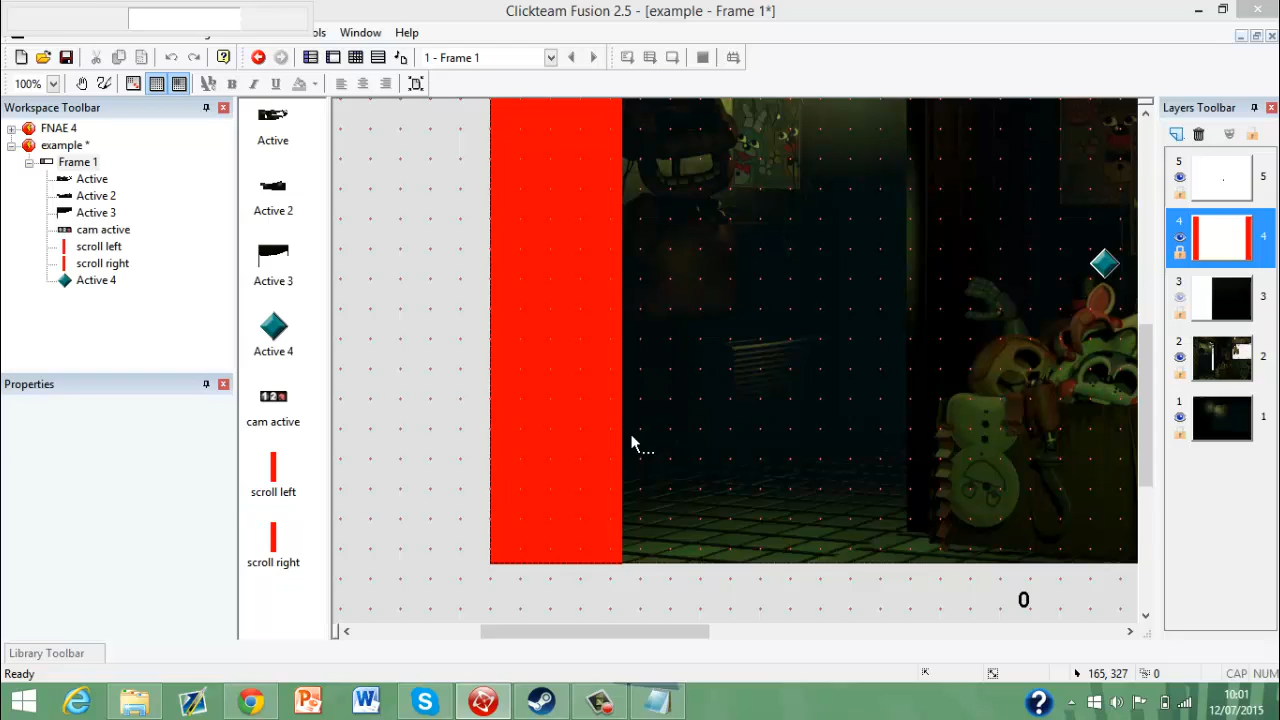 Clickteam Fusion 2.5 - [example - Frame 1*]
Window Help
1 - Frame 1
100%
B I U A
Workspace Toolbar
FNAE 4
example *
Frame 1
Active
Active 2
Active 3
cam active
scroll left
scroll right
Active 4
Properties
Library Toolbar
Active
Active 2
Active 3
Active 4
cam active
scroll left
scroll right
0
Layers Toolbar
5 5
4 4
3 3
2 2
1 1
Ready
165, 327
0
CAP NUM
10:01
12/07/2015